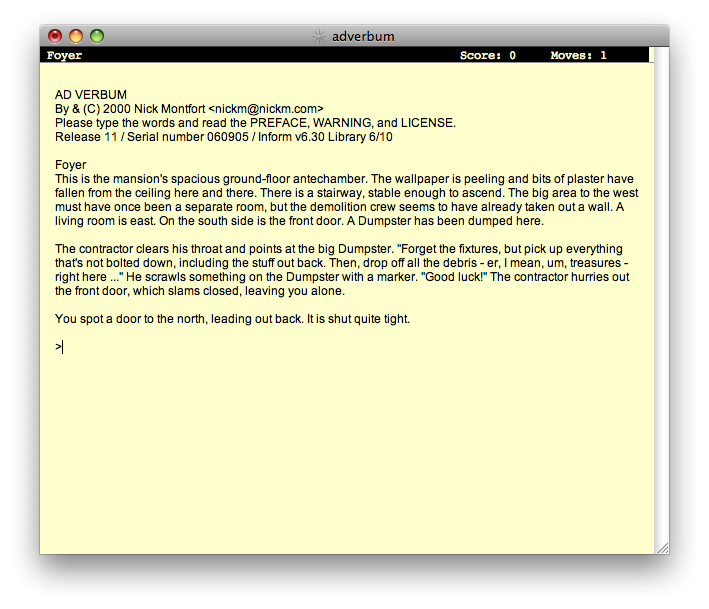 adverbum
Foyer Score: 0 Moves: 1
AD VERBUM
By & (C) 2000 Nick Montfort <nickm@nickm.com>
Please type the words and read the PREFACE, WARNING, and LICENSE.
Release 11 / Serial number 060905 / Inform v6.30 Library 6/10
Foyer
This is the mansion's spacious ground-floor antechamber. The wallpaper is peeling and bits of plaster have
fallen from the ceiling here and there. There is a stairway, stable enough to ascend. The big area to the west
must have once been a separate room, but the demolition crew seems to have already taken out a wall. A
living room is east. On the south side is the front door. A Dumpster has been dumped here.
The contractor clears his throat and points at the big Dumpster. "Forget the fixtures, but pick up everything
that's not bolted down, including the stuff out back. Then, drop off all the debris - er, I mean, um, treasures -
right here ..." He scrawls something on the Dumpster with a marker. "Good luck!" The contractor hurries out
the front door, which slams closed, leaving you alone.
You spot a door to the north, leading out back. It is shut quite tight.
>